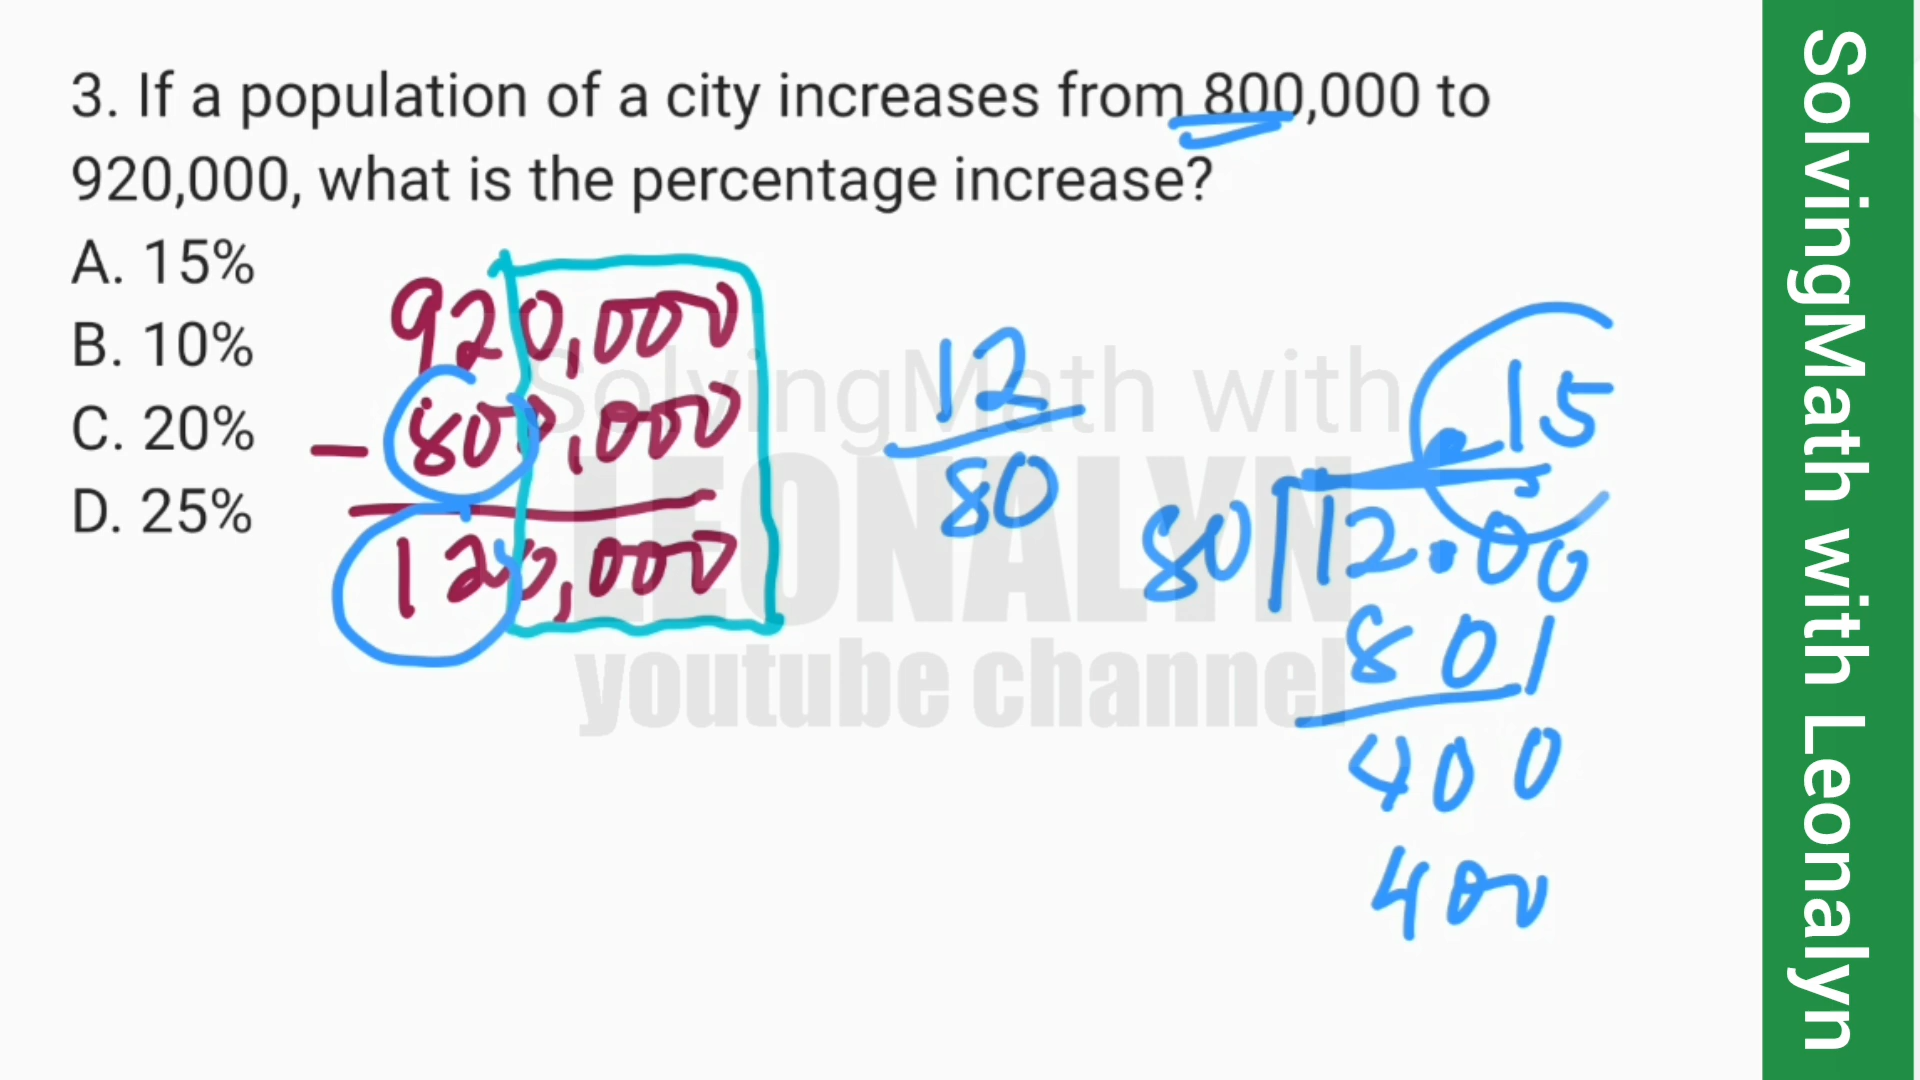 3. If a population of a city increases from 800,000 to
920,000, what is the percentage increase?
A. 15%
B. 10%
C. 20%
D. 25%
920,000
- 800,000
120,000
12
80
.15
80 12.00
80
400
400
SolvingMath with
LEONALYN
youtube channel
SolvingMath with Leonalyn